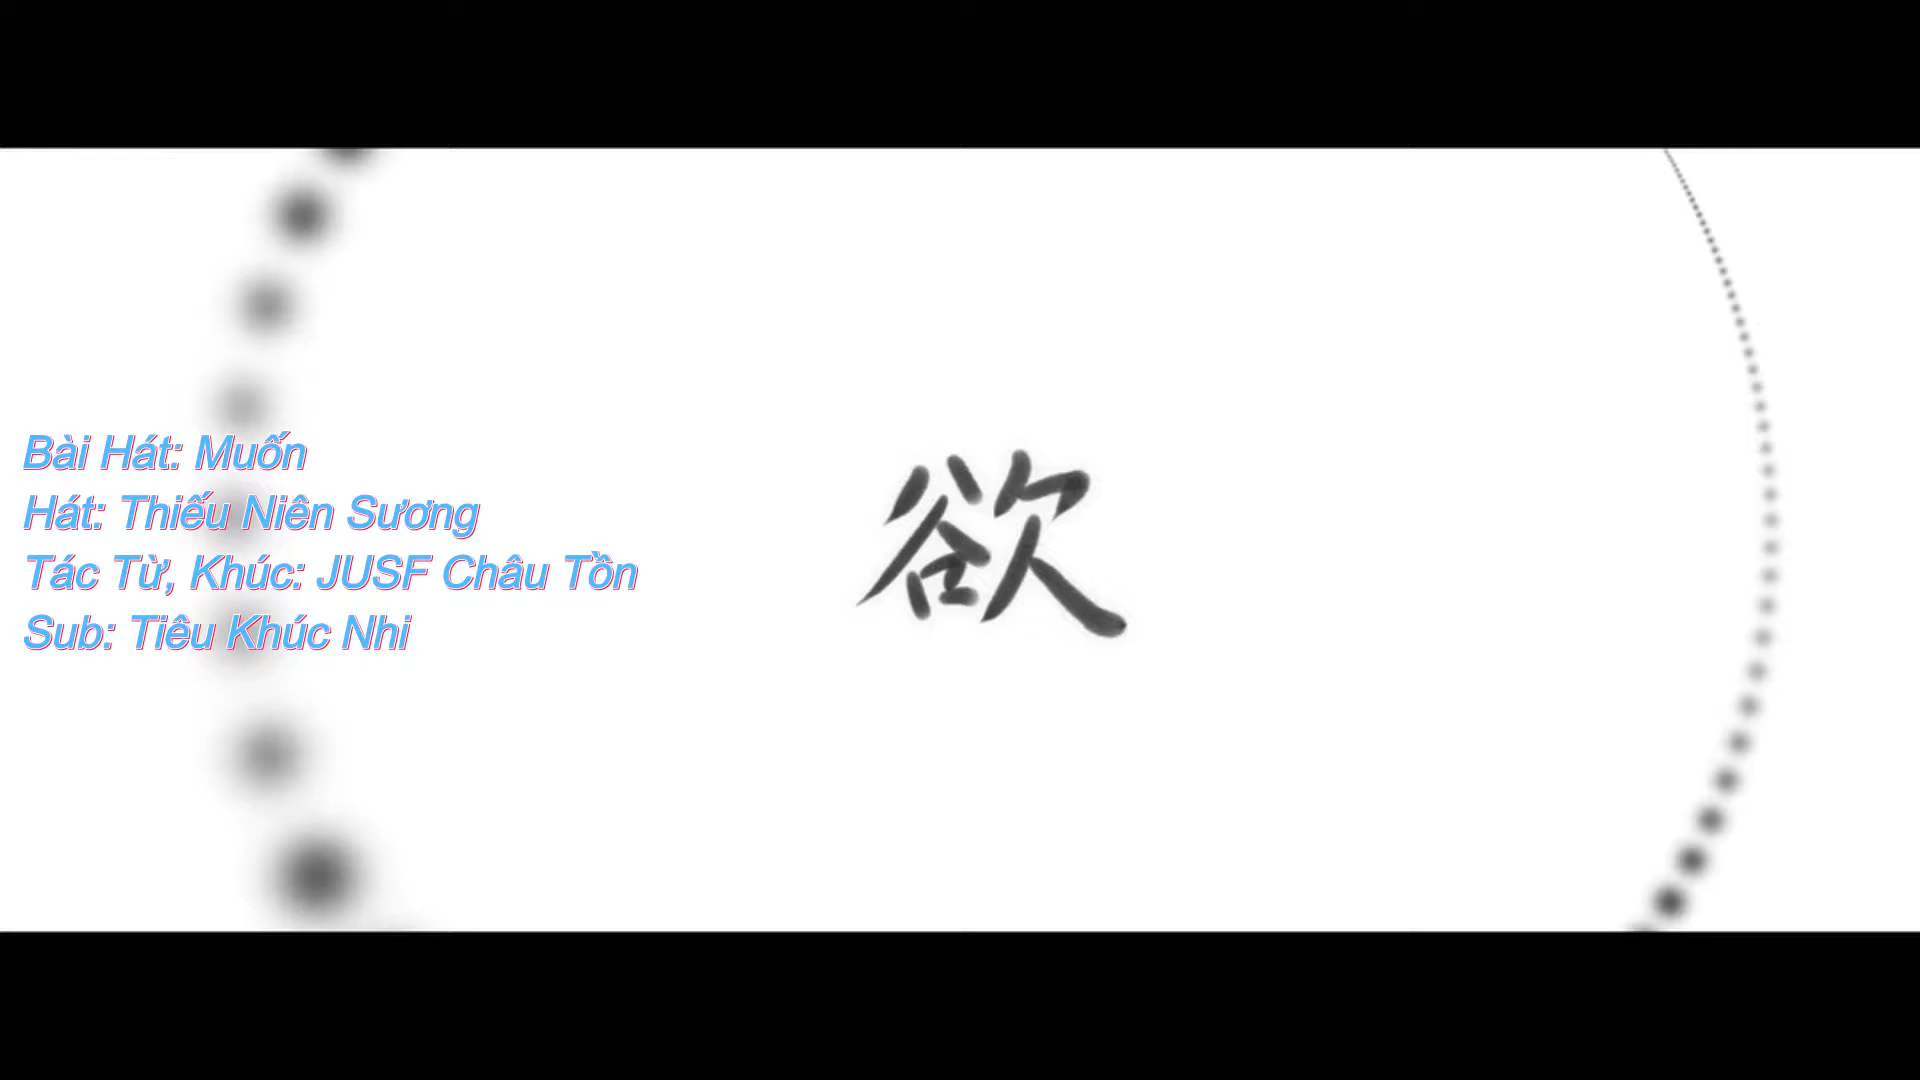 Bài Hát: Muốn
Hát: Thiếu Niên Sương
Tác Từ, Khúc: JUSF Châu Tồn
Sub: Tiêu Khúc Nhi
欲